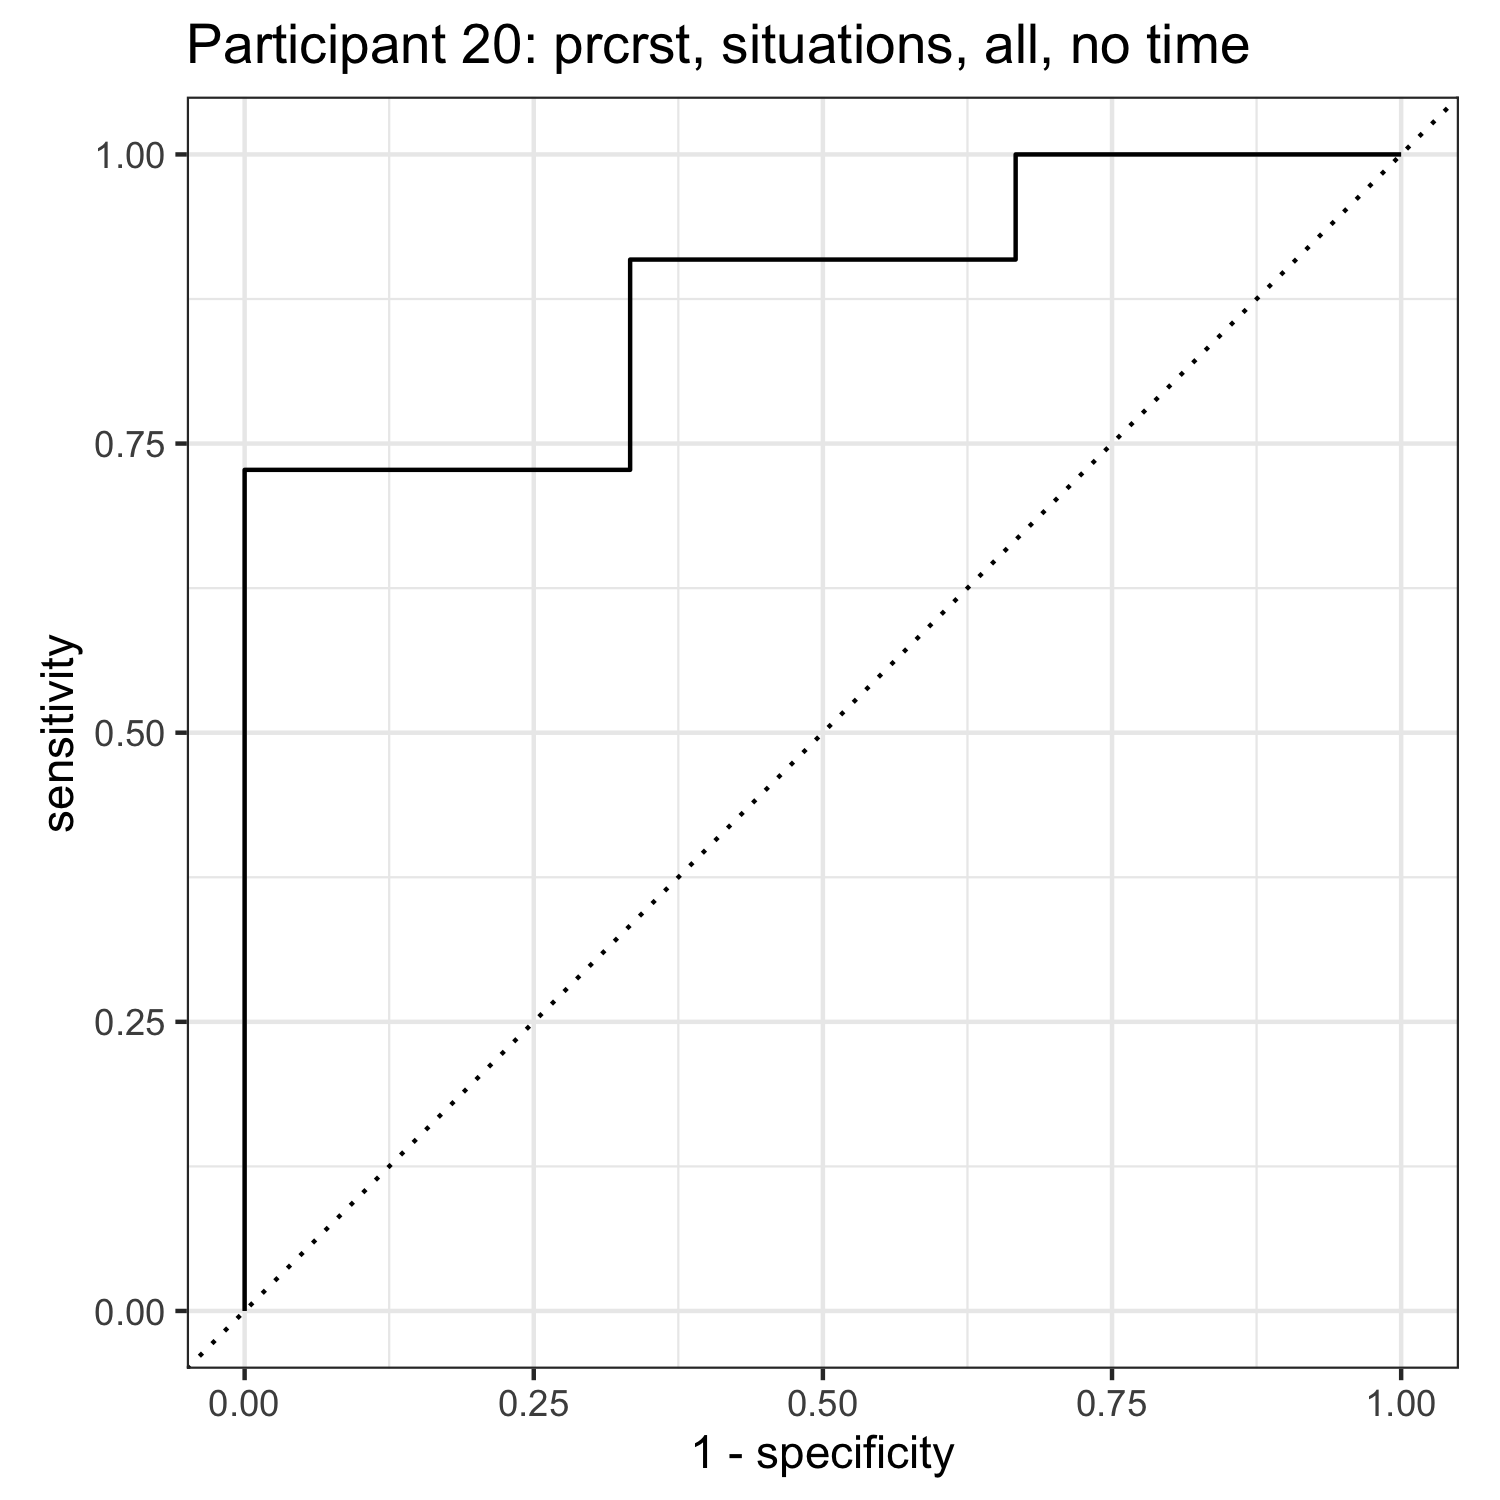 Participant 20: prcrst, situations, all, no time
1.00
0.75
0.50
0.25
0.00
sensitivity
0.00 0.25 0.50 0.75 1.00
1 - specificity